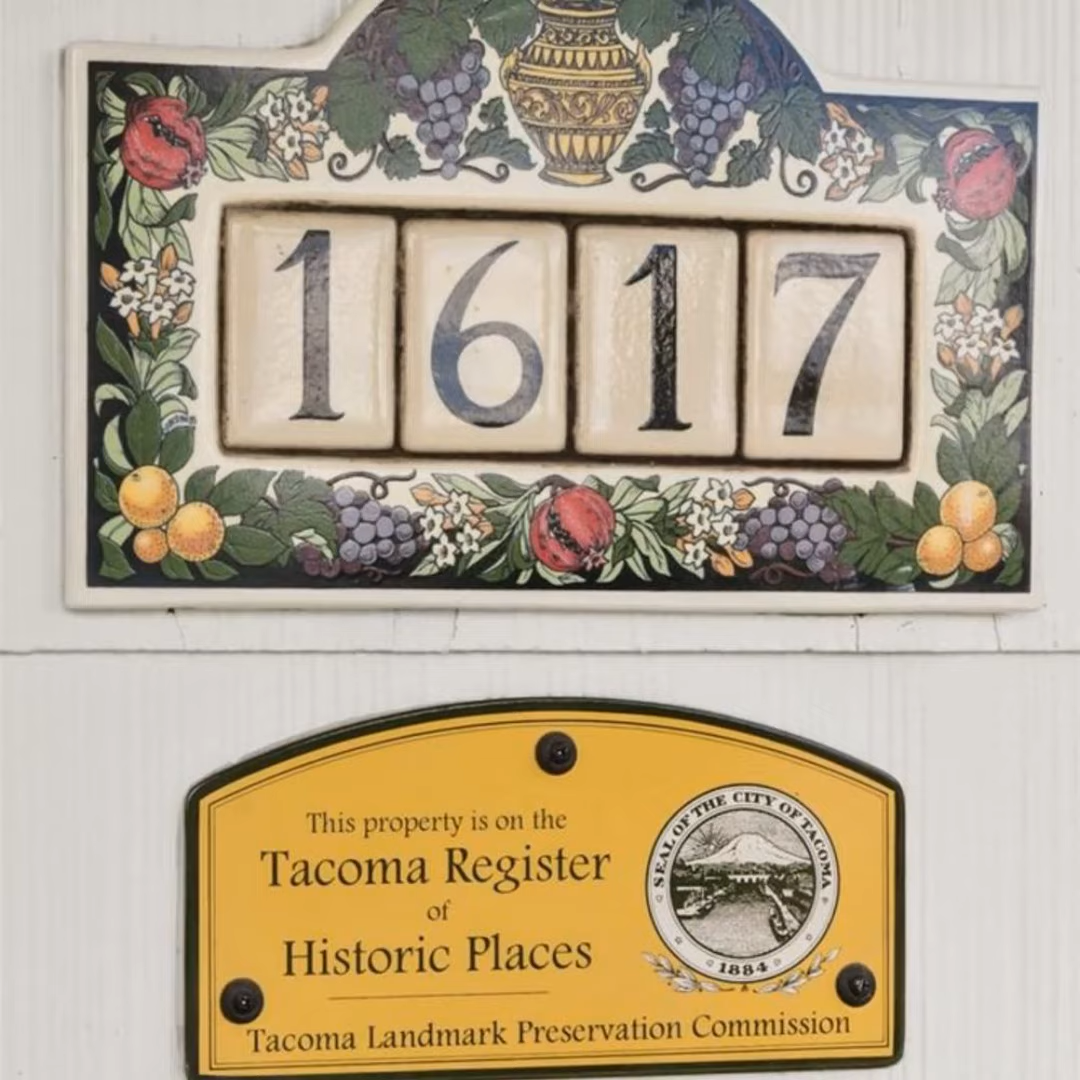 1617
This property is on the
Tacoma Register
of
Historic Places
SEAL OF THE CITY OF TACOMA
1884
Tacoma Landmark Preservation Commission